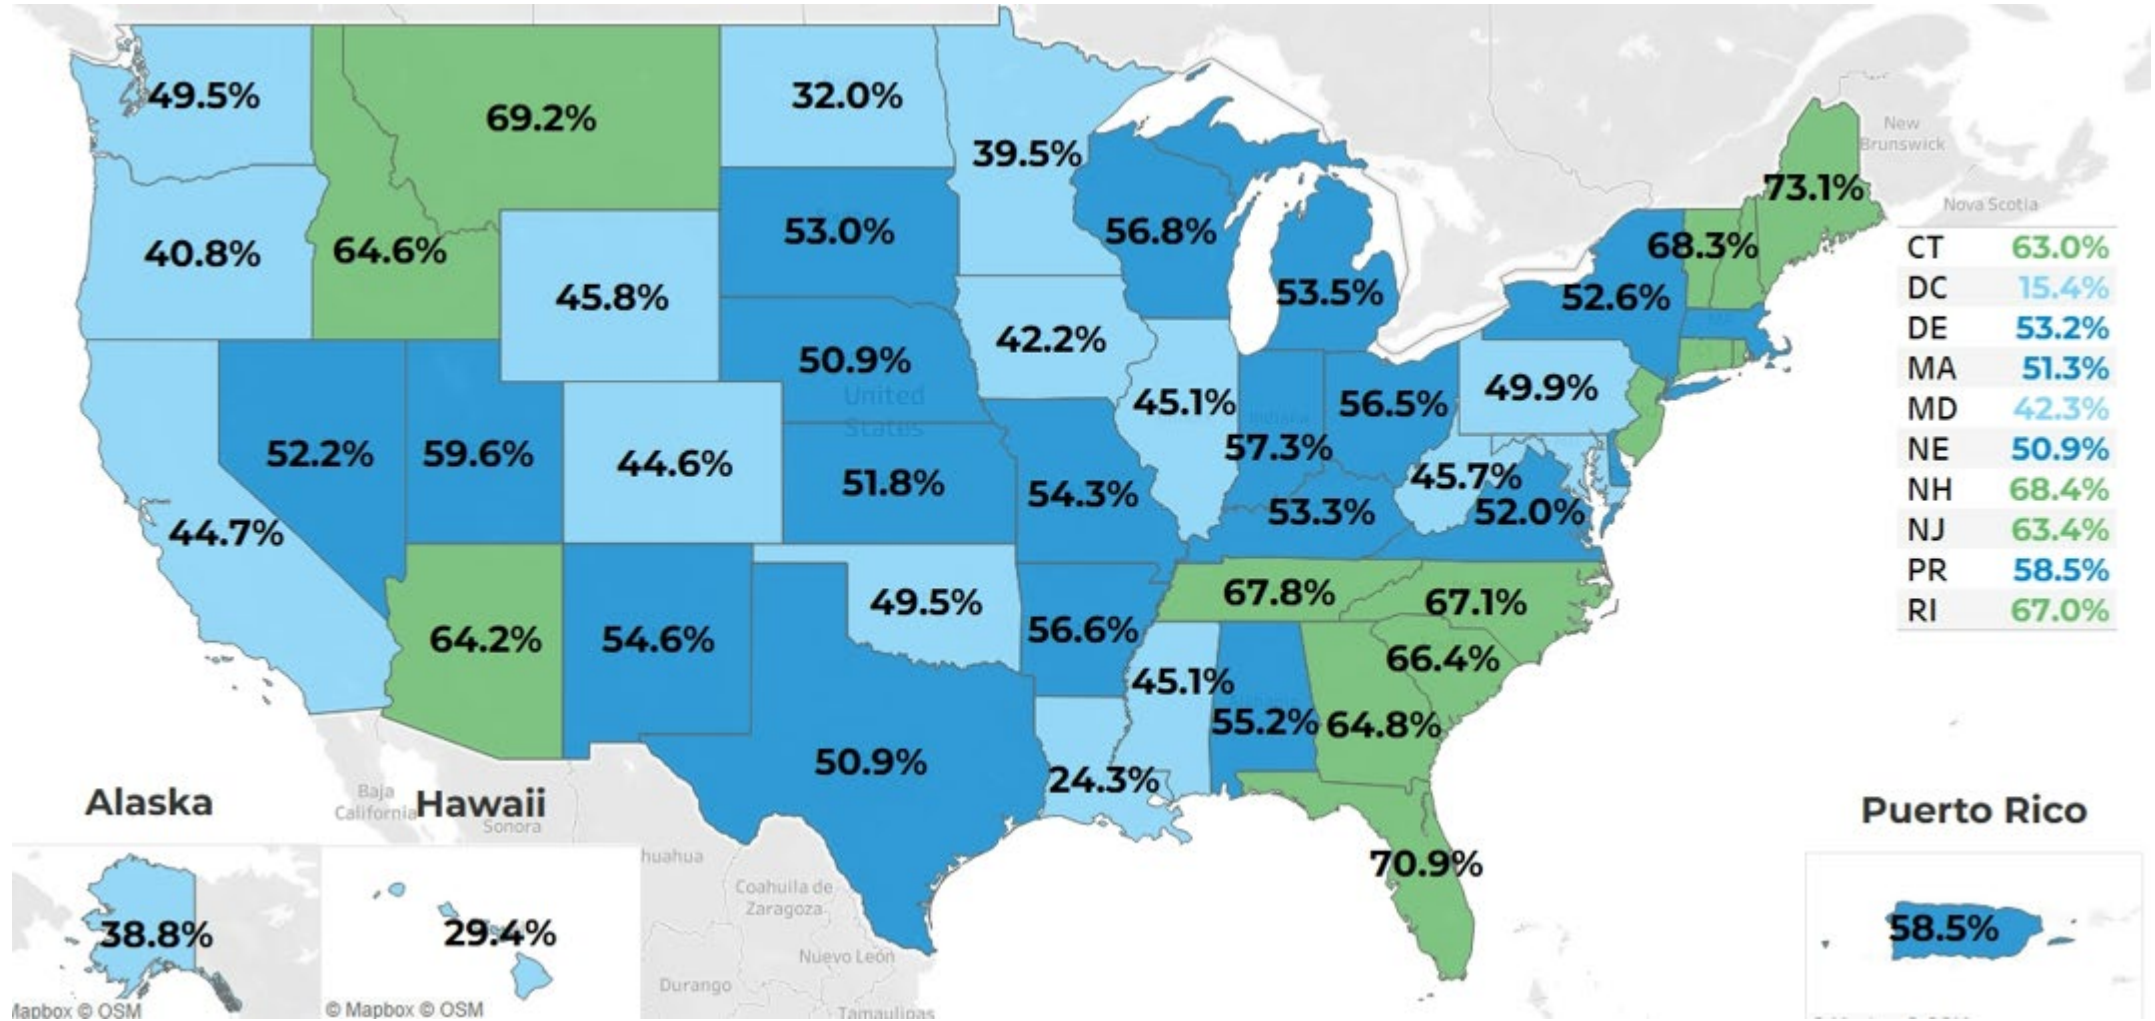 New
Brunswick
Nova Scotia
49.5%
69.2%
32.0%
39.5%
73.1%
40.8%
64.6%
45.8%
53.0%
56.8%
53.5%
52.6%
68.3%
50.9%
United
States
42.2%
45.1%
Indiana
57.3%
56.5%
49.9%
52.2%
59.6%
44.6%
51.8%
54.3%
53.3%
45.7%
52.0%
44.7%
64.2%
54.6%
49.5%
56.6%
67.8%
67.1%
66.4%
45.1%
55.2%
64.8%
50.9%
24.3%
70.9%
CT 63.0%
DC 15.4%
DE 53.2%
MA 51.3%
MD 42.3%
NE 50.9%
NH 68.4%
NJ 63.4%
PR 58.5%
RI 67.0%
Baja
California
Sonora
huahua
Coahuila de
Zaragoza
Nuevo León
Durango
Tamaulipas
Alaska
38.8%
Mapbox © OSM
Hawaii
29.4%
© Mapbox © OSM
Puerto Rico
58.5%